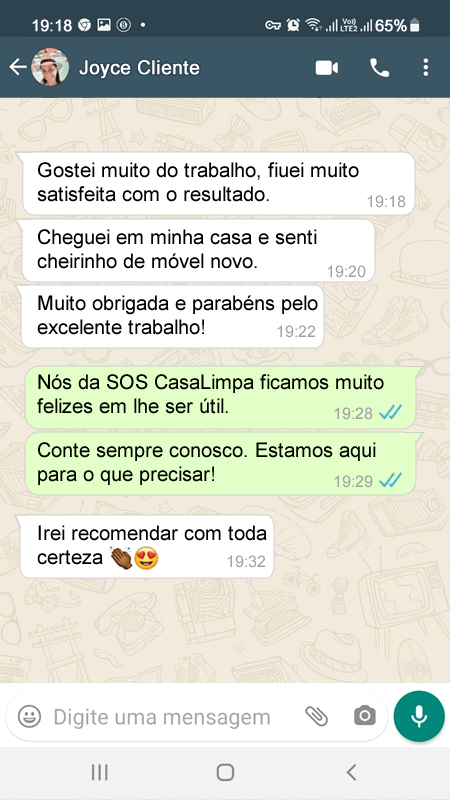 19:18 65%
Joyce Cliente
Gostei muito do trabalho, fiuei muito
satisfeita com o resultado.
19:18
Cheguei em minha casa e senti
cheirinho de móvel novo.
19:20
Muito obrigada e parabéns pelo
excelente trabalho!
19:22
Nós da SOS CasaLimpa ficamos muito
felizes em lhe ser útil.
19:28
Conte sempre conosco. Estamos aqui
para o que precisar!
19:29
Irei recomendar com toda
certeza 👏🏾😍
19:32
Digite uma mensagem